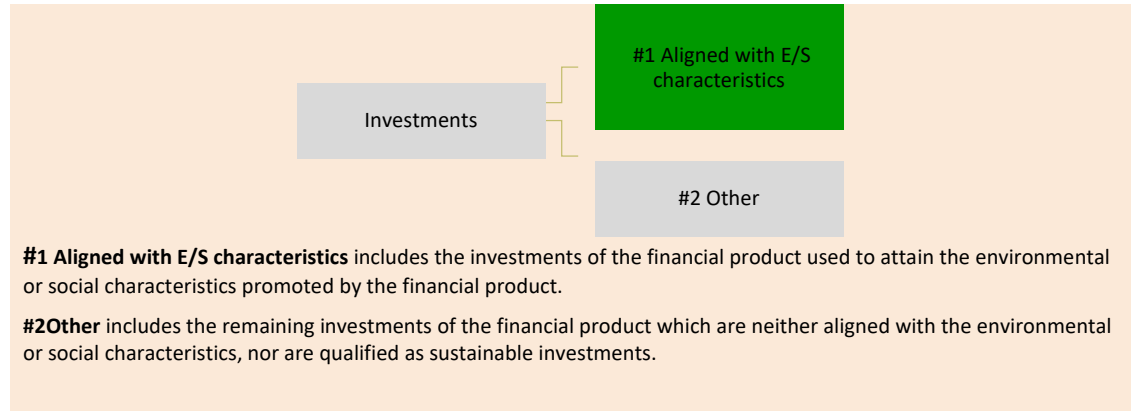 #1 Aligned with E/S
characteristics
Investments
#2 Other
#1 Aligned with E/S characteristics includes the investments of the financial product used to attain the environmental
or social characteristics promoted by the financial product.
#2Other includes the remaining investments of the financial product which are neither aligned with the environmental
or social characteristics, nor are qualified as sustainable investments.